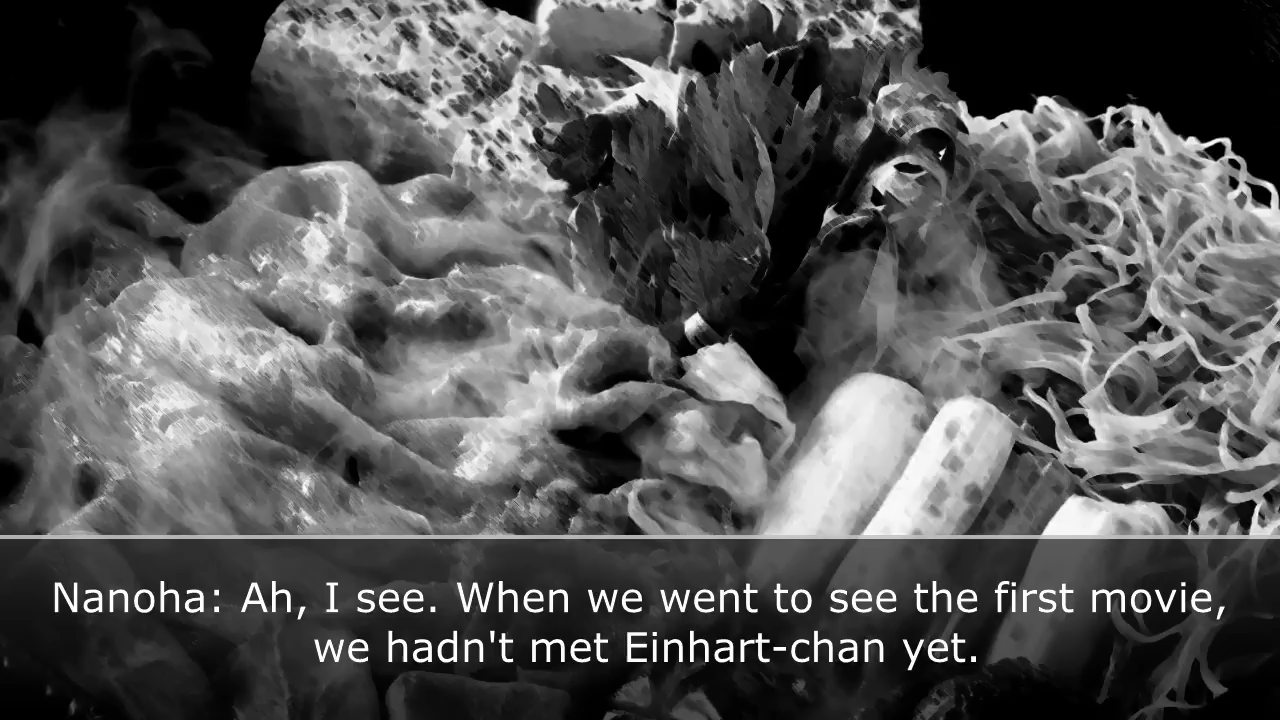 Nanoha: Ah, I see. When we went to see the first movie,
we hadn't met Einhart-chan yet.